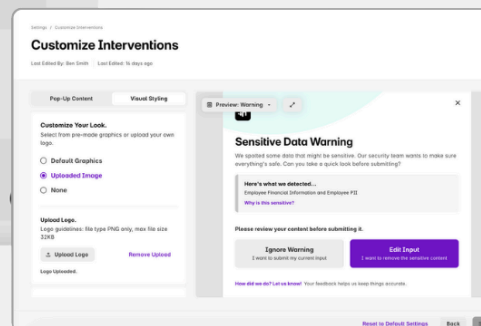 Settings / Customize Interventions
Customize Interventions
Last Edited By: Ben Smith | Last Edited: 16 days ago
Pop-Up Content
Visual Styling
Customize Your Look.
Select from pre-made graphics or upload your own
logo.
Default Graphics
Uploaded Image
None
Upload Logo.
Logo guidelines: file type PNG only, max file size
32KB
Upload Logo
Remove Upload
Logo Uploaded.
Preview: Warning
Sensitive Data Warning
We spotted some data that might be sensitive. Our security team wants to make sure
everything's safe. Can you take a quick look before submitting?
Here's what we detected...
Employee Financial Information and Employee PII
Why is this sensitive?
Please review your content before submitting it.
Ignore Warning
I want to submit my current input
Edit Input
I want to remove the sensitive content
How did we do? Let us know! Your feedback helps us keep things accurate.
Reset to Default Settings
Back